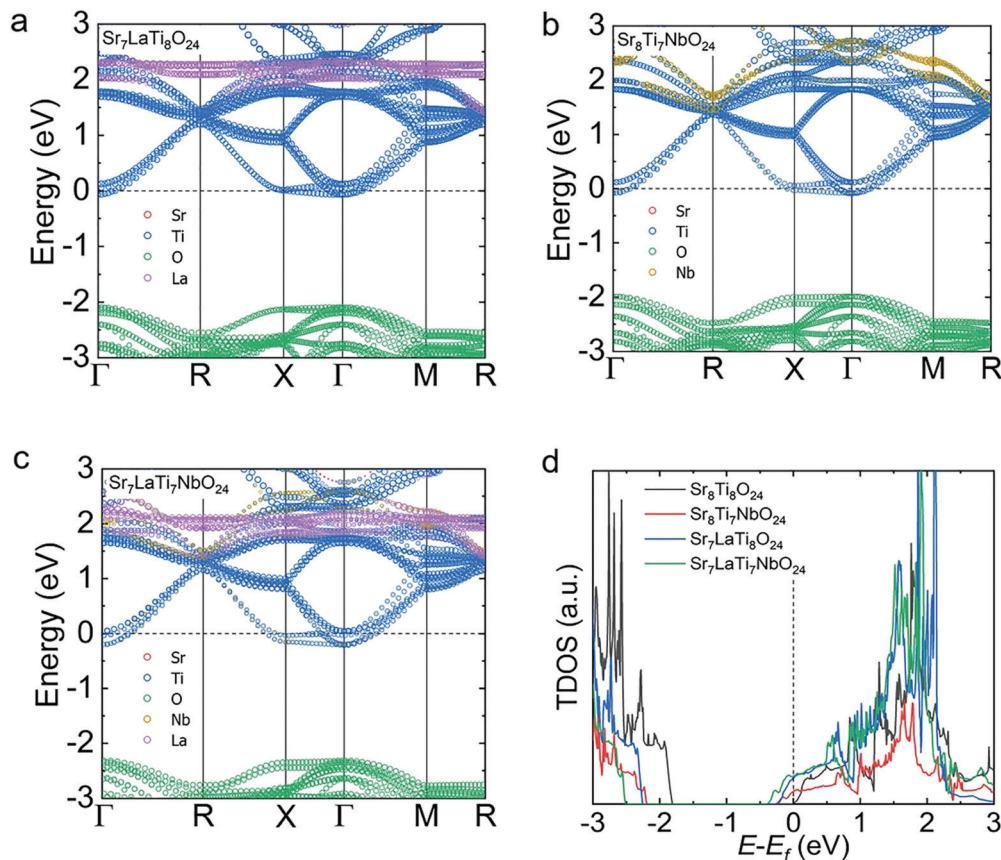 a
Sr₇LaTi₈O₂₄
Energy (eV)
3
2
1
0
-1
-2
-3
Sr
Ti
O
La
Γ R X Γ M R
b
Sr₈Ti₇NbO₂₄
Energy (eV)
3
2
1
0
-1
-2
-3
Sr
Ti
O
Nb
Γ R X Γ M R
c
Sr₇LaTi₇NbO₂₄
Energy (eV)
3
2
1
0
-1
-2
-3
Sr
Ti
O
Nb
La
Γ R X Γ M R
d
TDOS (a.u.)
Sr₈Ti₈O₂₄
Sr₈Ti₇NbO₂₄
Sr₇LaTi₈O₂₄
Sr₇LaTi₇NbO₂₄
-3 -2 -1 0 1 2 3
E-E_f (eV)